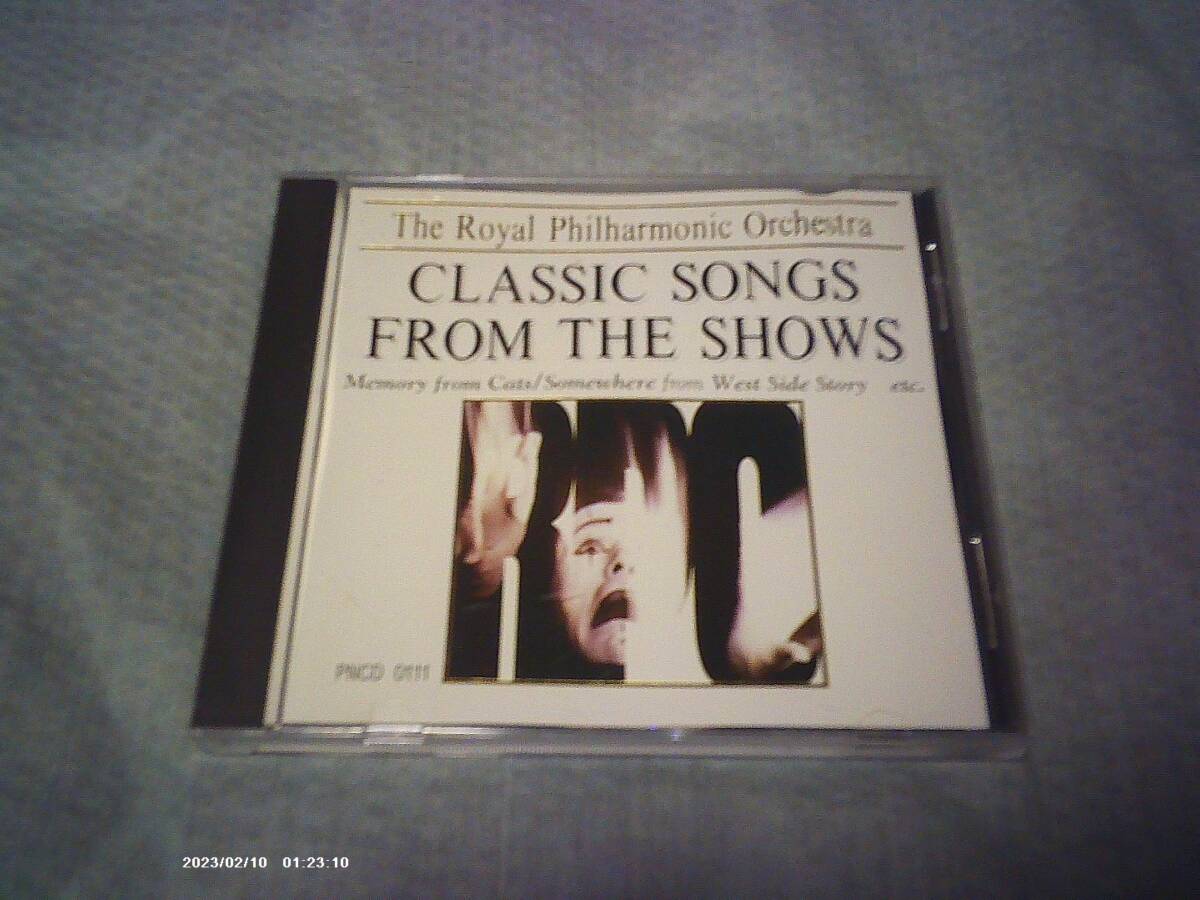 The Royal Philharmonic Orchestra
CLASSIC SONGS
FROM THE SHOWS
Memory from Cats/Somewhere from West Side Story etc.
RPO
PWCD 0111
2023/02/10 01:23:10